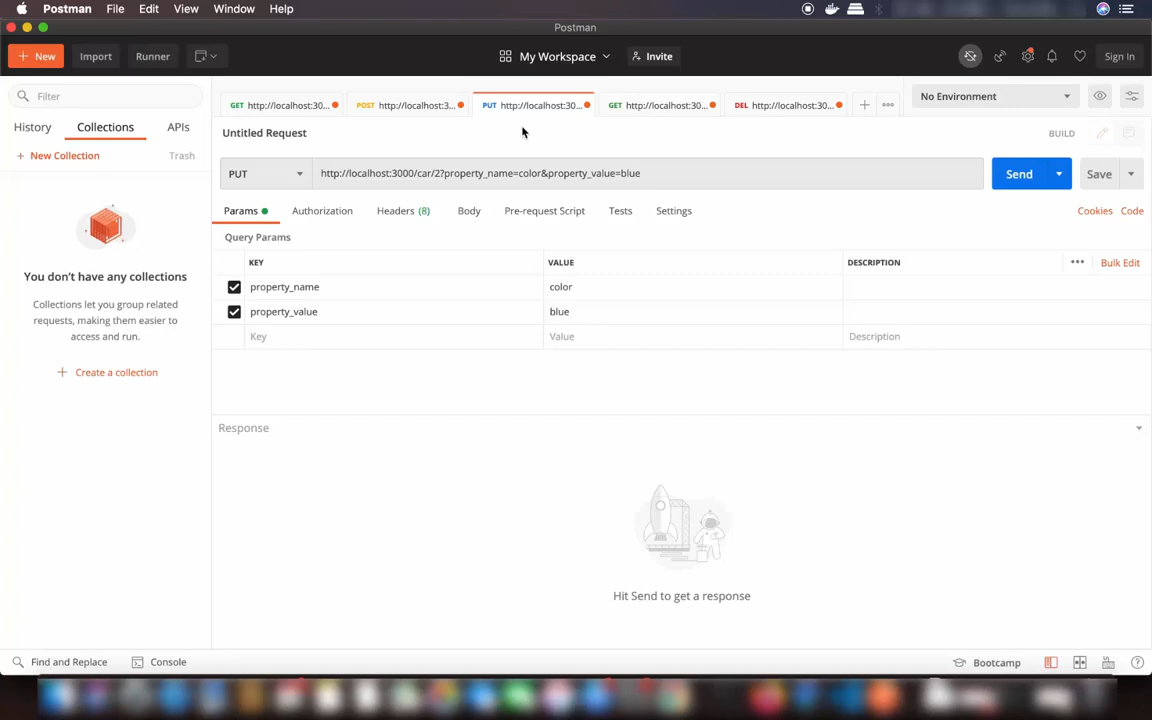 Postman File Edit View Window Help
Postman
+ New Import Runner My Workspace Invite Sign In
Filter
GET http://localhost:30... POST http://localhost:3... PUT http://localhost:30... GET http://localhost:30... DEL http://localhost:30... + ••• No Environment
History Collections APIs
Untitled Request BUILD
+ New Collection Trash
PUT http://localhost:3000/car/2?property_name=color&property_value=blue Send Save
Params Authorization Headers (8) Body Pre-request Script Tests Settings Cookies Code
Query Params
KEY VALUE DESCRIPTION ••• Bulk Edit
property_name color
property_value blue
Key Value Description
You don't have any collections
Collections let you group related
requests, making them easier to
access and run.
+ Create a collection
Response
Hit Send to get a response
Find and Replace Console Bootcamp